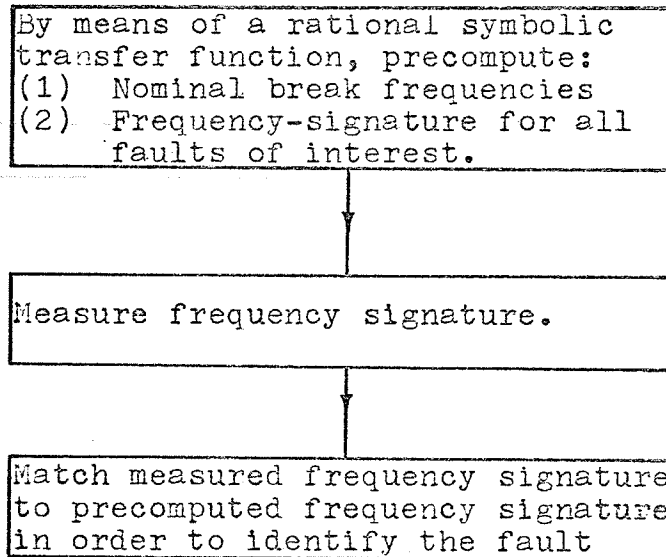 By means of a rational symbolic
transfer function, precompute:
(1) Nominal break frequencies
(2) Frequency-signature for all
faults of interest.
Measure frequency signature.
Match measured frequency signature
to precomputed frequency signature
in order to identify the fault